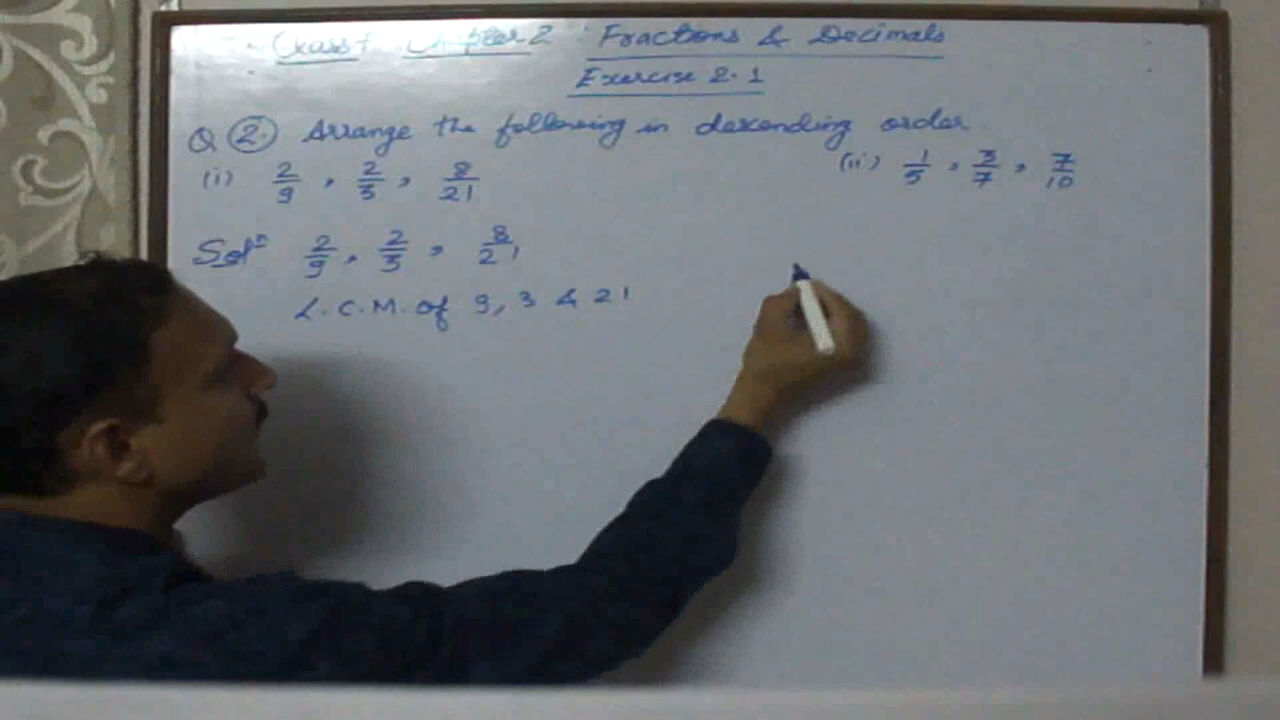 Class 7 Chapter 2 : Fractions & Decimals
Exercise 2.1
Q 2. Arrange the following in descending order.
(i) 2/9, 2/3, 8/21
(ii) 1/5, 3/7, 7/10
Solⁿ 2/9, 2/3, 8/21
L.C.M. of 9, 3 & 21